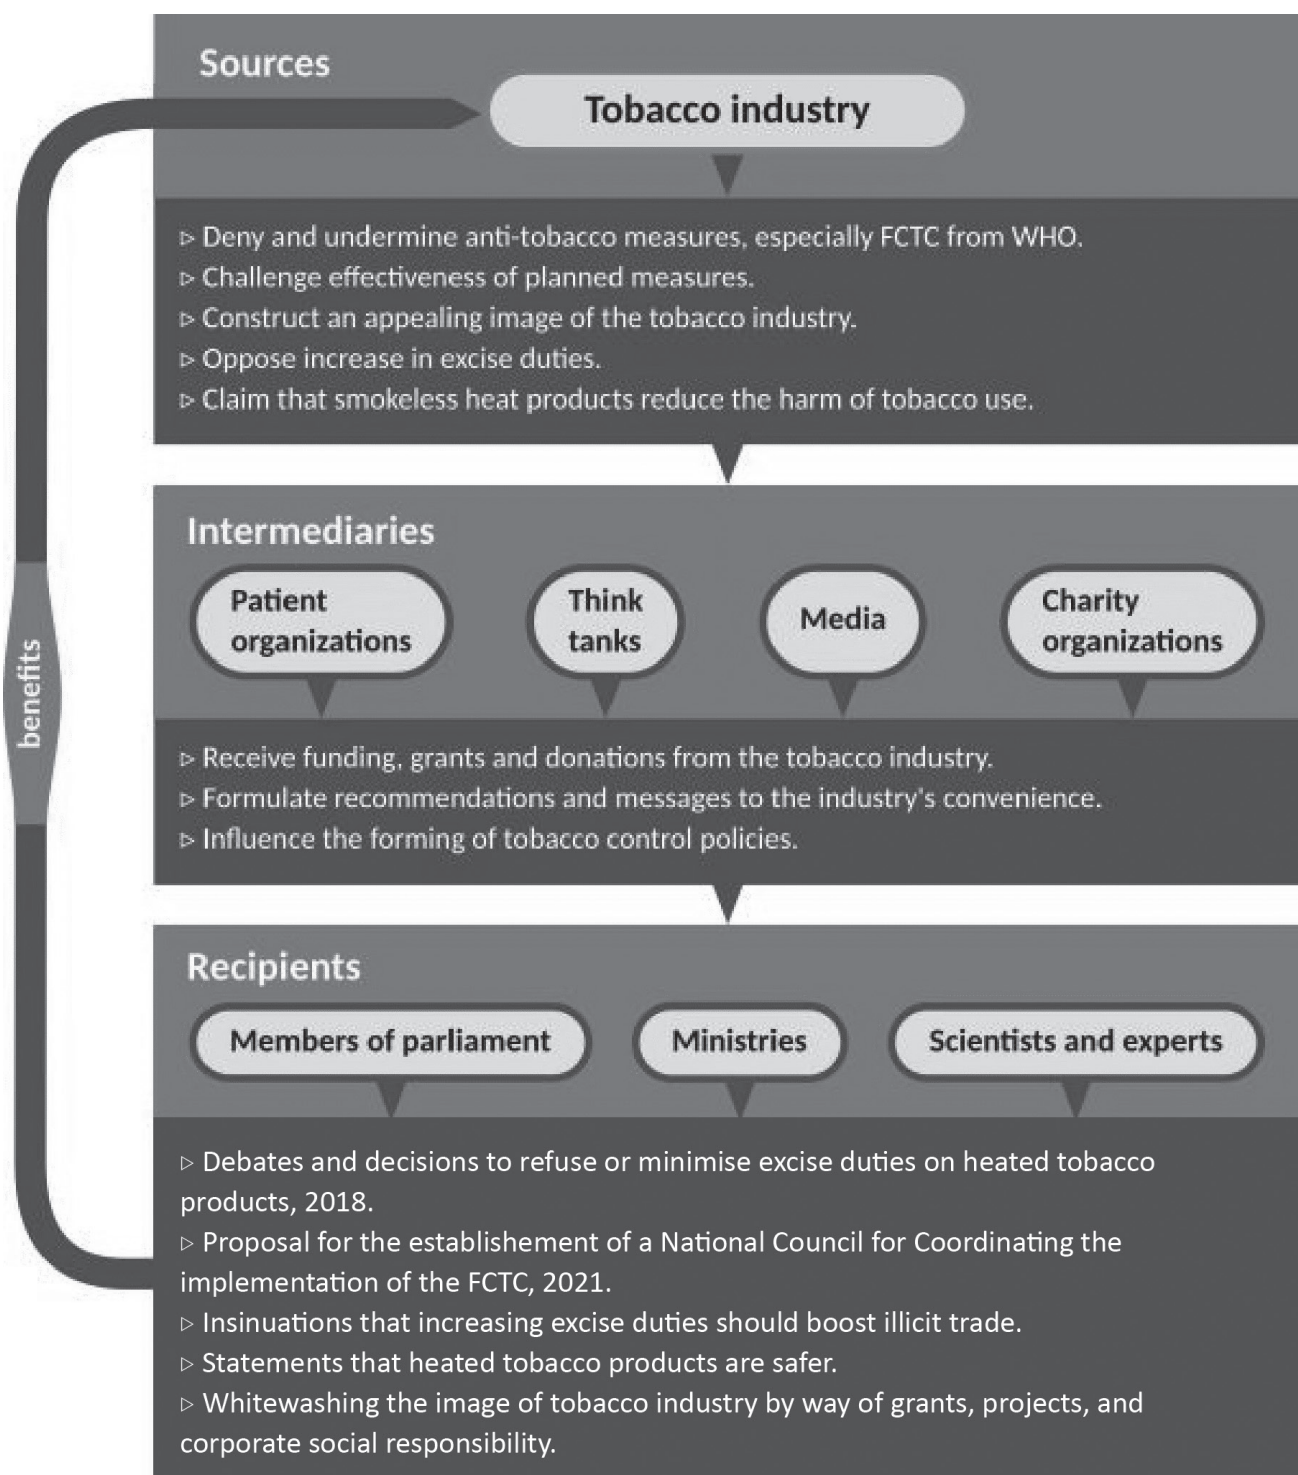 Sources
Tobacco industry
▹ Deny and undermine anti-tobacco measures, especially FCTC from WHO.
▹ Challenge effectiveness of planned measures.
▹ Construct an appealing image of the tobacco industry.
▹ Oppose increase in excise duties.
▹ Claim that smokeless heat products reduce the harm of tobacco use.
benefits
Intermediaries
Patient
organizations
Think
tanks
Media
Charity
organizations
▹ Receive funding, grants and donations from the tobacco industry.
▹ Formulate recommendations and messages to the industry's convenience.
▹ Influence the forming of tobacco control policies.
Recipients
Members of parliament
Ministries
Scientists and experts
▹ Debates and decisions to refuse or minimise excise duties on heated tobacco
products, 2018.
▹ Proposal for the establishement of a National Council for Coordinating the
implementation of the FCTC, 2021.
▹ Insinuations that increasing excise duties should boost illicit trade.
▹ Statements that heated tobacco products are safer.
▹ Whitewashing the image of tobacco industry by way of grants, projects, and
corporate social responsibility.